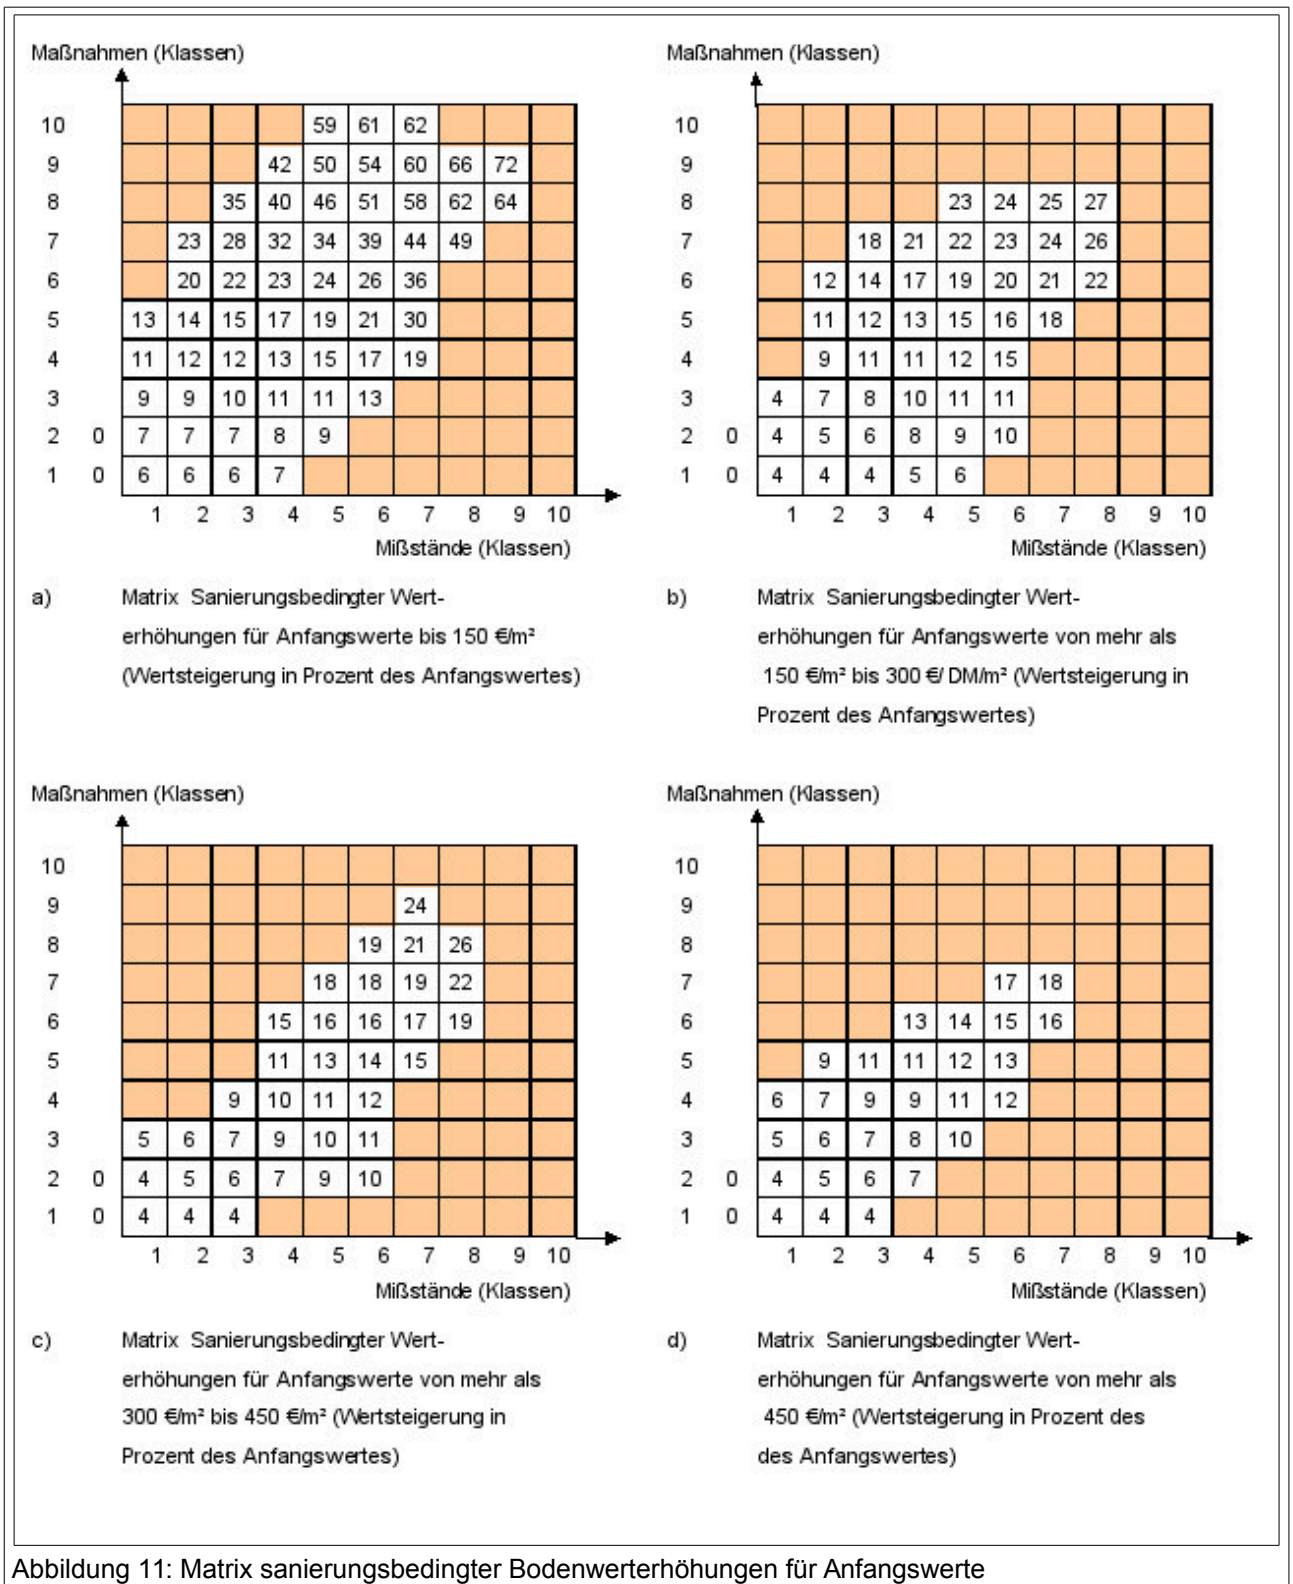 Maßnahmen (Klassen)
10 59 61 62
9 42 50 54 60 66 72
8 35 40 46 51 58 62 64
7 23 28 32 34 39 44 49
6 20 22 23 24 26 36
5 13 14 15 17 19 21 30
4 11 12 12 13 15 17 19
3 9 9 10 11 11 13
2 0 7 7 7 8 9
1 0 6 6 6 7
1 2 3 4 5 6 7 8 9 10
Mißstände (Klassen)
a) Matrix Sanierungsbedingter Wert-
erhöhungen für Anfangswerte bis 150 €/m²
(Wertsteigerung in Prozent des Anfangswertes)
Maßnahmen (Klassen)
10
9
8 23 24 25 27
7 18 21 22 23 24 26
6 12 14 17 19 20 21 22
5 11 12 13 15 16 18
4 9 11 11 12 15
3 4 7 8 10 11 11
2 0 4 5 6 8 9 10
1 0 4 4 4 5 6
1 2 3 4 5 6 7 8 9 10
Mißstände (Klassen)
b) Matrix Sanierungsbedingter Wert-
erhöhungen für Anfangswerte von mehr als
150 €/m² bis 300 €/ DM/m² (Wertsteigerung in
Prozent des Anfangswertes)
Maßnahmen (Klassen)
10
9 24
8 19 21 26
7 18 18 19 22
6 15 16 16 17 19
5 11 13 14 15
4 9 10 11 12
3 5 6 7 9 10 11
2 0 4 5 6 7 9 10
1 0 4 4 4
1 2 3 4 5 6 7 8 9 10
Mißstände (Klassen)
c) Matrix Sanierungsbedingter Wert-
erhöhungen für Anfangswerte von mehr als
300 €/m² bis 450 €/m² (Wertsteigerung in
Prozent des Anfangswertes)
Maßnahmen (Klassen)
10
9
8
7 17 18
6 13 14 15 16
5 9 11 11 12 13
4 6 7 9 9 11 12
3 5 6 7 8 10
2 0 4 5 6 7
1 0 4 4 4
1 2 3 4 5 6 7 8 9 10
Mißstände (Klassen)
d) Matrix Sanierungsbedingter Wert-
erhöhungen für Anfangswerte von mehr als
450 €/m² (Wertsteigerung in Prozent des
des Anfangswertes)
Abbildung 11: Matrix sanierungsbedingter Bodenwerterhöhungen für Anfangswerte